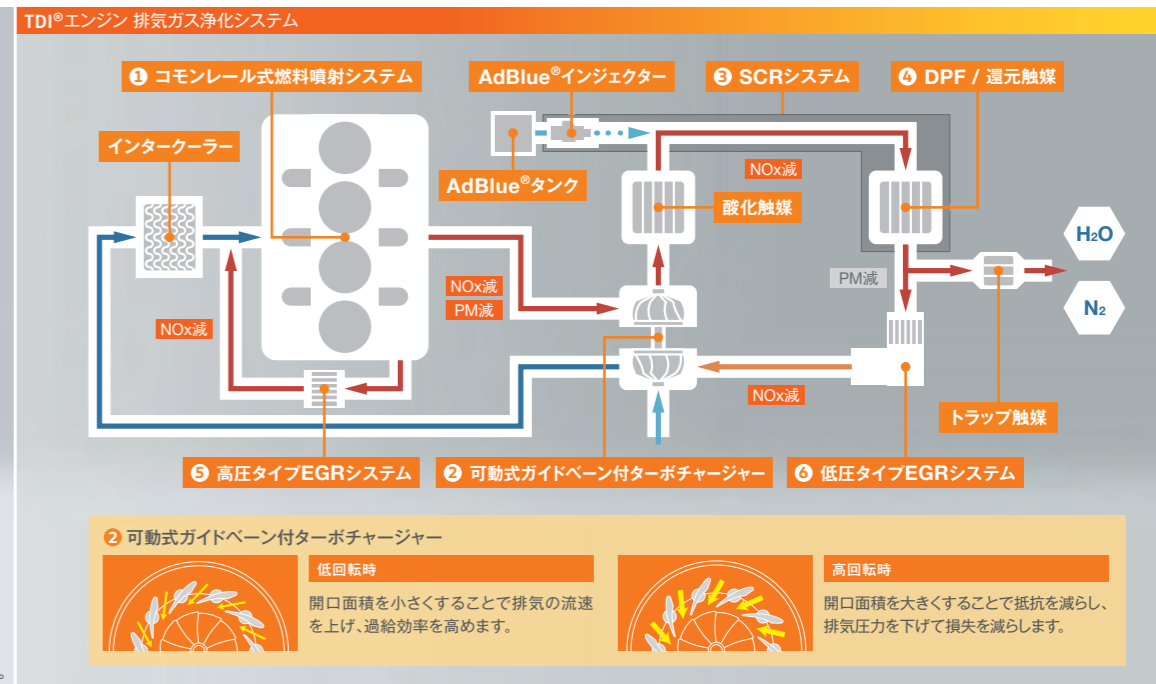 TDI®エンジン 排気ガス浄化システム
❶ コモンレール式燃料噴射システム
AdBlue®インジェクター
❸ SCRシステム
❹ DPF / 還元触媒
インタークーラー
AdBlue®タンク
NOx減
酸化触媒
H₂O
NOx減
PM減
PM減
N₂
NOx減
NOx減
トラップ触媒
❺ 高圧タイプEGRシステム
❷ 可動式ガイドベーン付ターボチャージャー
❻ 低圧タイプEGRシステム
❷ 可動式ガイドベーン付ターボチャージャー
低回転時
開口面積を小さくすることで排気の流速
を上げ、過給効率を高めます。
高回転時
開口面積を大きくすることで抵抗を減らし、
排気圧力を下げて損失を減らします。
。